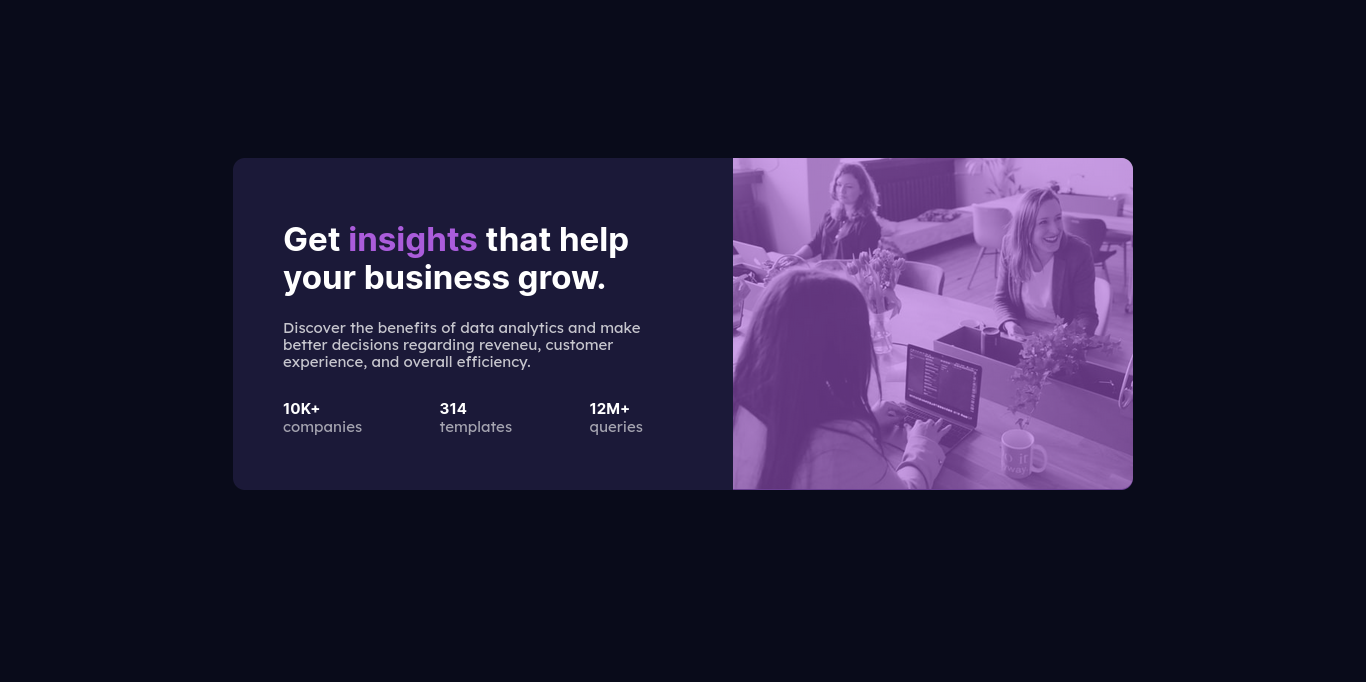 Get insights that help
your business grow.
Discover the benefits of data analytics and make
better decisions regarding reveneu, customer
experience, and overall efficiency.
10K+
companies
314
templates
12M+
queries